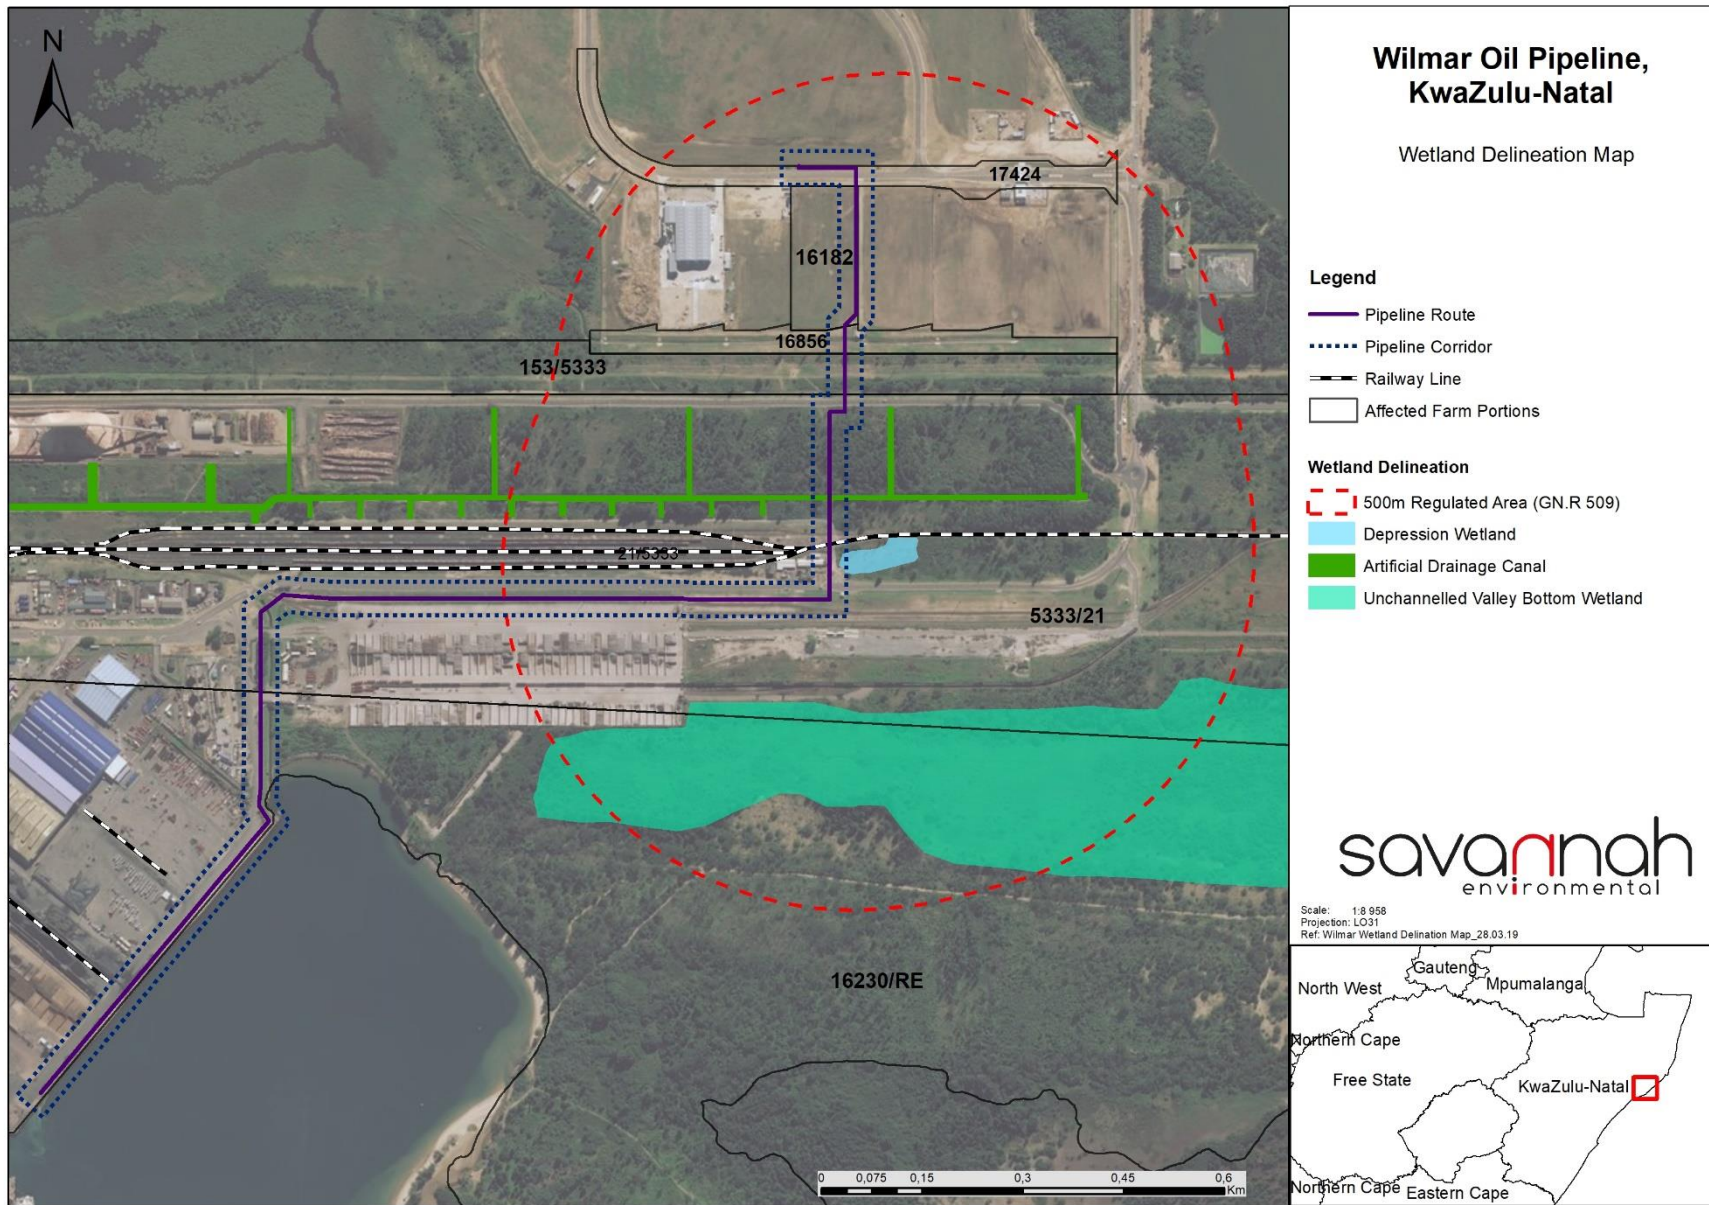 N
17424
16182
16856
153/5333
21/5333
5333/21
16230/RE
0 0,075 0,15 0,3 0,45 0,6
Km
Wilmar Oil Pipeline,
KwaZulu-Natal
Wetland Delineation Map
Legend
Pipeline Route
Pipeline Corridor
Railway Line
Affected Farm Portions
Wetland Delineation
500m Regulated Area (GN.R 509)
Depression Wetland
Artificial Drainage Canal
Unchannelled Valley Bottom Wetland
savannah
environmental
Scale: 1:8 958
Projection: LO31
Ref: Wilmar Wetland Delination Map_28.03.19
Gauteng
North West
Mpumalanga
Northern Cape
Free State
KwaZulu-Natal
Northern Cape
Eastern Cape